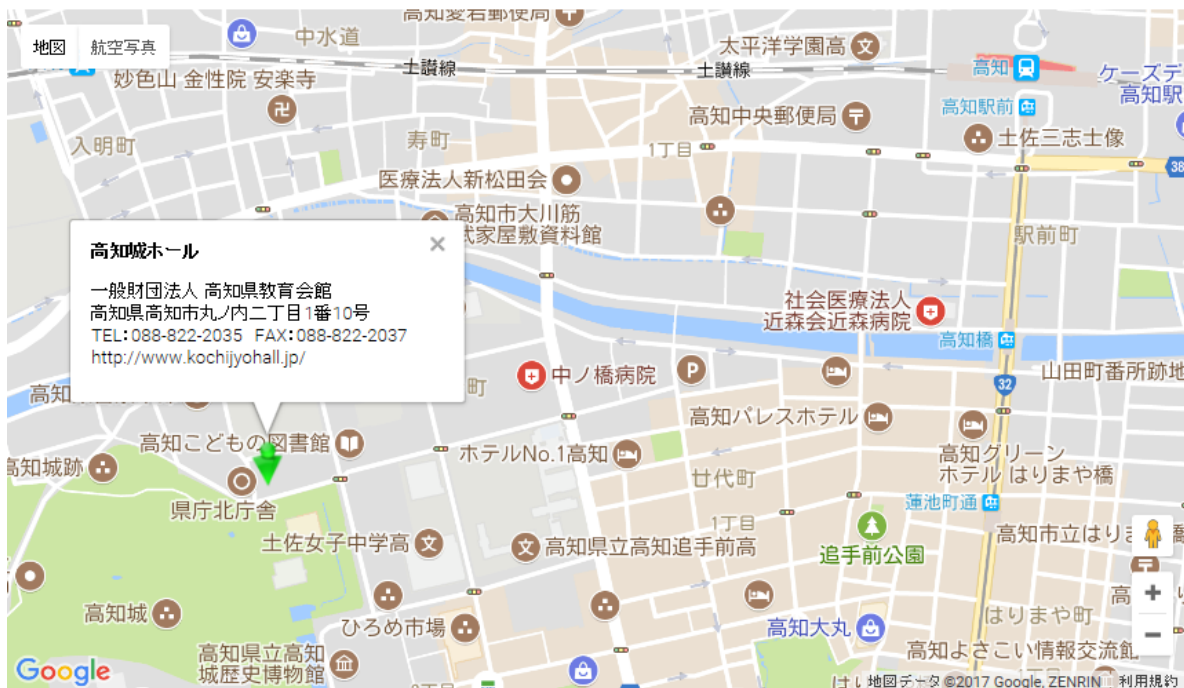 高知愛宕郵便局
地図
航空写真
中水道
太平洋学園高
土讃線
土讃線
高知
ケーズデ
高知駅
妙色山 金性院 安楽寺
高知駅前
高知中央郵便局
土佐三志士像
入明町
寿町
1丁目
38
医療法人新松田会
高知市大川筋
武家屋敷資料館
駅前町
高知城ホール
一般財団法人 高知県教育会館
高知県高知市丸ノ内二丁目1番10号
TEL：088-822-2035 FAX：088-822-2037
http://www.kochijyohall.jp/
社会医療法人
近森会近森病院
高知橋
中ノ橋病院
P
町
32
山田町番所跡地
高知
高知パレスホテル
高知こどもの図書館
ホテルNo.1高知
高知グリーン
ホテル はりまや橋
高知城跡
廿代町
県庁北庁舎
蓮池町通
1丁目
土佐女子中学高
高知県立高知追手前高
追手前公園
高知市立はりま
高知城
はりまや町
高
ひろめ市場
高知大丸
高知県立高知
城歴史博物館
高知よさこい情報交流館
Google
地図データ ©2017 Google, ZENRIN
利用規約